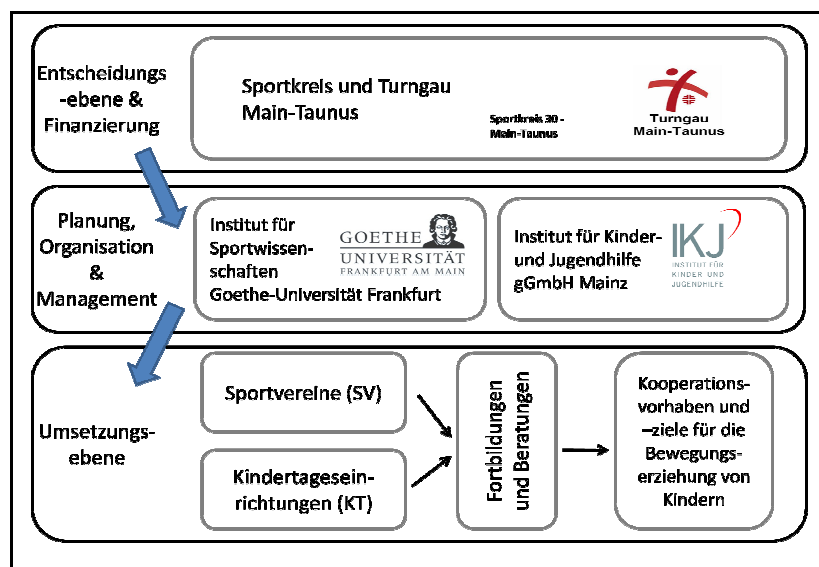 Entscheidungs
-ebene &
Finanzierung
Sportkreis und Turngau
Main-Taunus
Sportkreis 30 -
Main-Taunus
Turngau
Main-Taunus
Planung,
Organisation
&
Management
Institut für
Sportwissen-
schaften
Goethe-Universität Frankfurt
GOETHE
UNIVERSITÄT
FRANKFURT AM MAIN
Institut für Kinder-
und Jugendhilfe
gGmbH Mainz
IKJ
INSTITUT FÜR
KINDER UND
JUGENDHILFE
Umsetzungs-
ebene
Sportvereine (SV)
Kindertagesein-
richtungen (KT)
Fortbildungen
und Beratungen
Kooperations-
vorhaben und
–ziele für die
Bewegungs-
erziehung von
Kindern